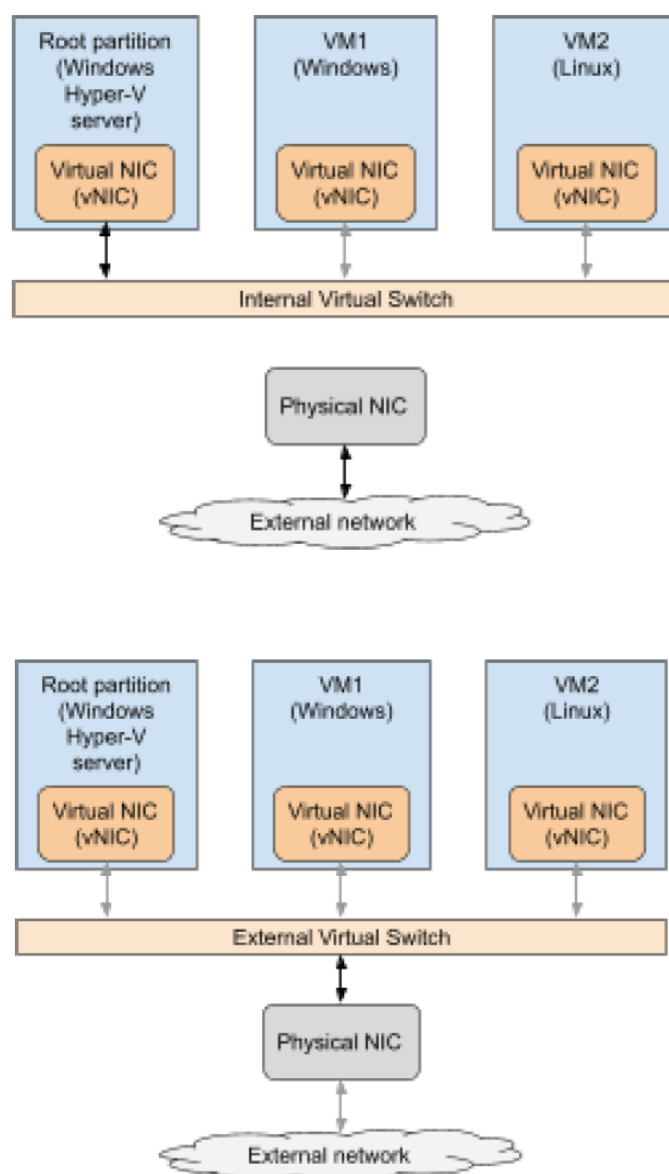 Root partition
(Windows
Hyper-V
server)
Virtual NIC
(vNIC)
VM1
(Windows)
Virtual NIC
(vNIC)
VM2
(Linux)
Virtual NIC
(vNIC)
Internal Virtual Switch
Physical NIC
External network
Root partition
(Windows
Hyper-V
server)
Virtual NIC
(vNIC)
VM1
(Windows)
Virtual NIC
(vNIC)
VM2
(Linux)
Virtual NIC
(vNIC)
External Virtual Switch
Physical NIC
External network